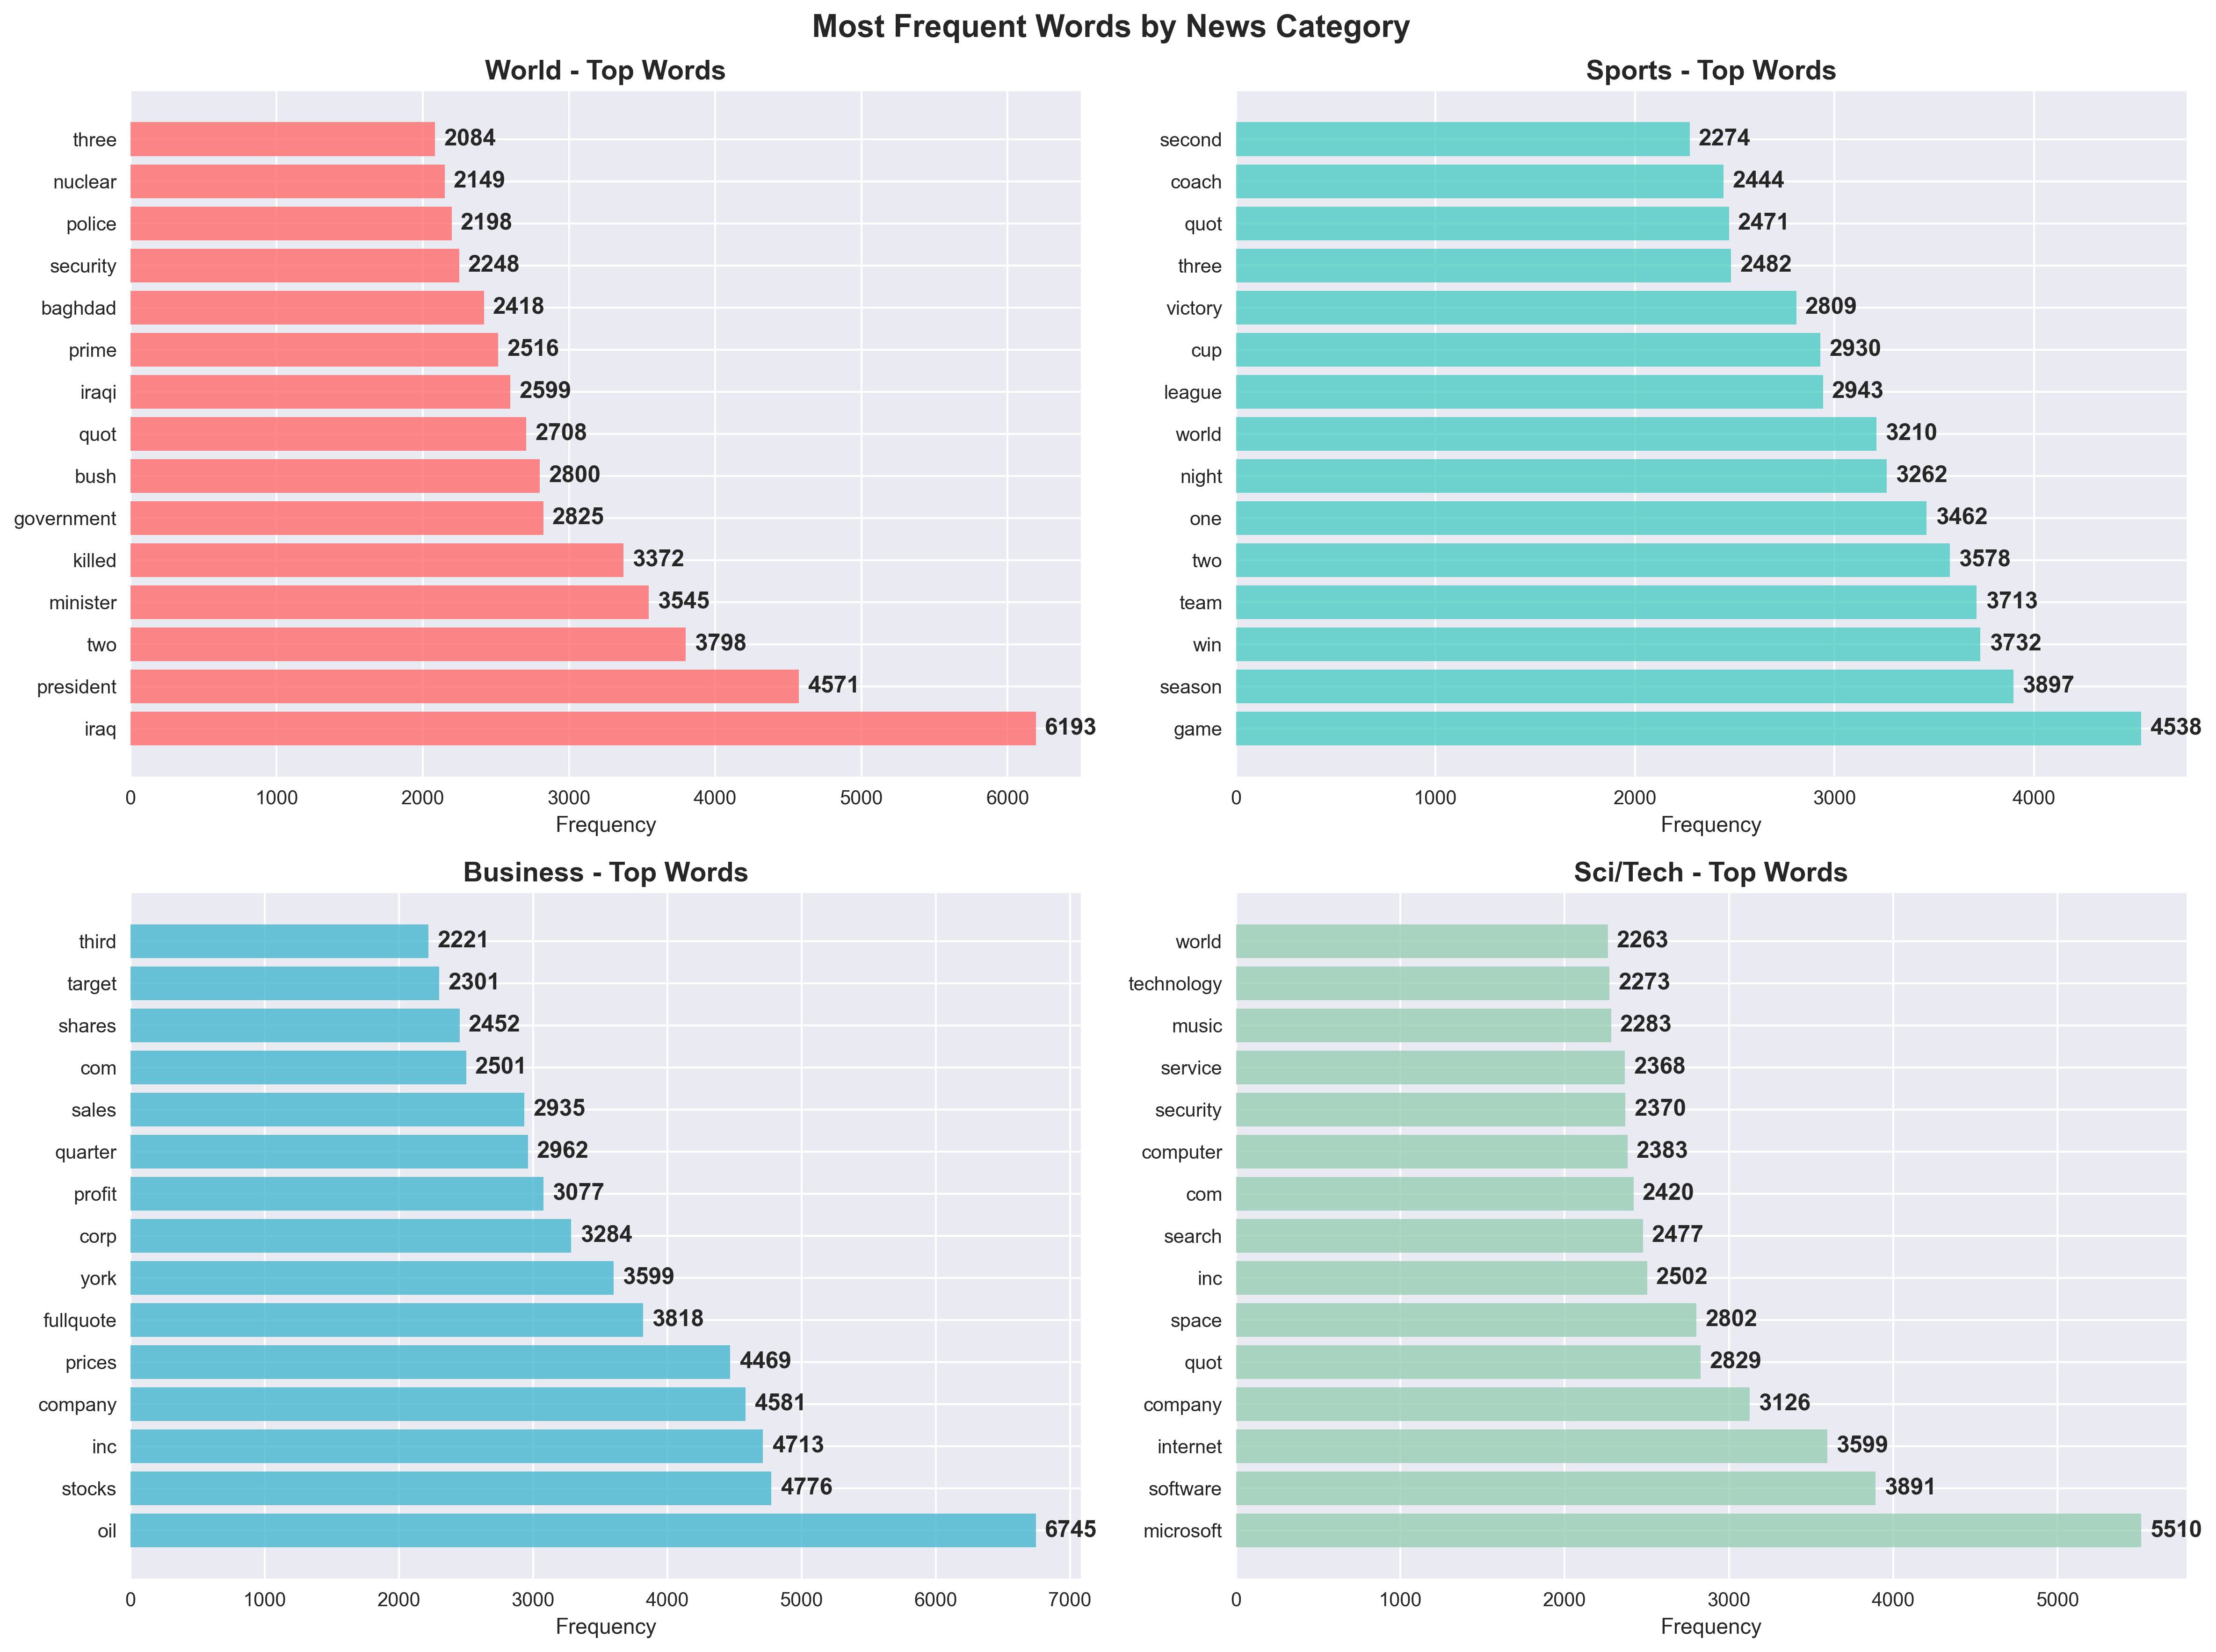 Most Frequent Words by News Category
World - Top Words
three 2084
nuclear 2149
police 2198
security 2248
baghdad 2418
prime 2516
iraqi 2599
quot 2708
bush 2800
government 2825
killed 3372
minister 3545
two 3798
president 4571
iraq 6193
0 1000 2000 3000 4000 5000 6000
Frequency
Sports - Top Words
second 2274
coach 2444
quot 2471
three 2482
victory 2809
cup 2930
league 2943
world 3210
night 3262
one 3462
two 3578
team 3713
win 3732
season 3897
game 4538
0 1000 2000 3000 4000
Frequency
Business - Top Words
third 2221
target 2301
shares 2452
com 2501
sales 2935
quarter 2962
profit 3077
corp 3284
york 3599
fullquote 3818
prices 4469
company 4581
inc 4713
stocks 4776
oil 6745
0 1000 2000 3000 4000 5000 6000 7000
Frequency
Sci/Tech - Top Words
world 2263
technology 2273
music 2283
service 2368
security 2370
computer 2383
com 2420
search 2477
inc 2502
space 2802
quot 2829
company 3126
internet 3599
software 3891
microsoft 5510
0 1000 2000 3000 4000 5000
Frequency